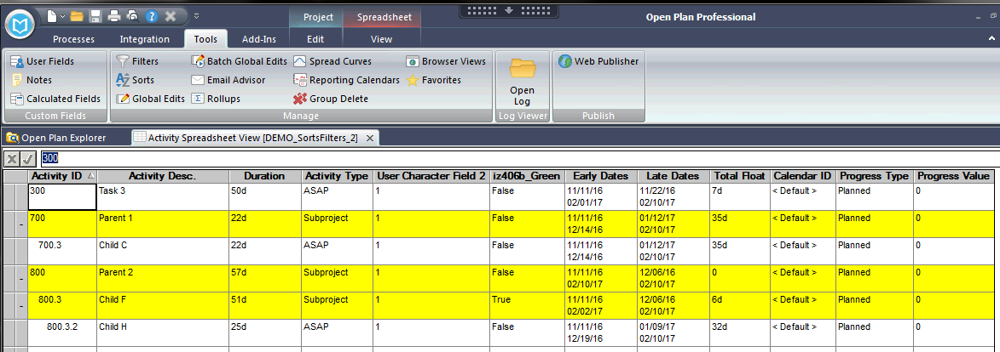 Project Spreadsheet Open Plan Professional
Processes Integration Tools Add-Ins Edit View
User Fields Filters Batch Global Edits Spread Curves Browser Views Web Publisher
Notes Sorts Email Advisor Reporting Calendars Favorites
Calculated Fields Global Edits Rollups Group Delete Open Log
Custom Fields Manage Log Viewer Publish
Open Plan Explorer Activity Spreadsheet View [DEMO_SortsFilters_2]
300
Activity ID Activity Desc. Duration Activity Type User Character Field 2 iz406b_Green Early Dates Late Dates Total Float Calendar ID Progress Type Progress Value
300 Task 3 50d ASAP 1 False 11/11/16 11/22/16 7d < Default > Planned 0
02/01/17 02/10/17
700 Parent 1 22d Subproject 1 False 11/11/16 01/12/17 35d < Default > Planned 0
12/14/16 02/10/17
700.3 Child C 22d ASAP 1 False 11/11/16 01/12/17 35d < Default > Planned 0
12/14/16 02/10/17
800 Parent 2 57d Subproject 1 False 11/11/16 12/06/16 0 < Default > Planned 0
02/10/17 02/10/17
800.3 Child F 51d Subproject 1 True 11/11/16 12/06/16 6d < Default > Planned 0
02/02/17 02/10/17
800.3.2 Child H 25d ASAP 1 False 11/11/16 01/09/17 32d < Default > Planned 0
12/19/16 02/10/17